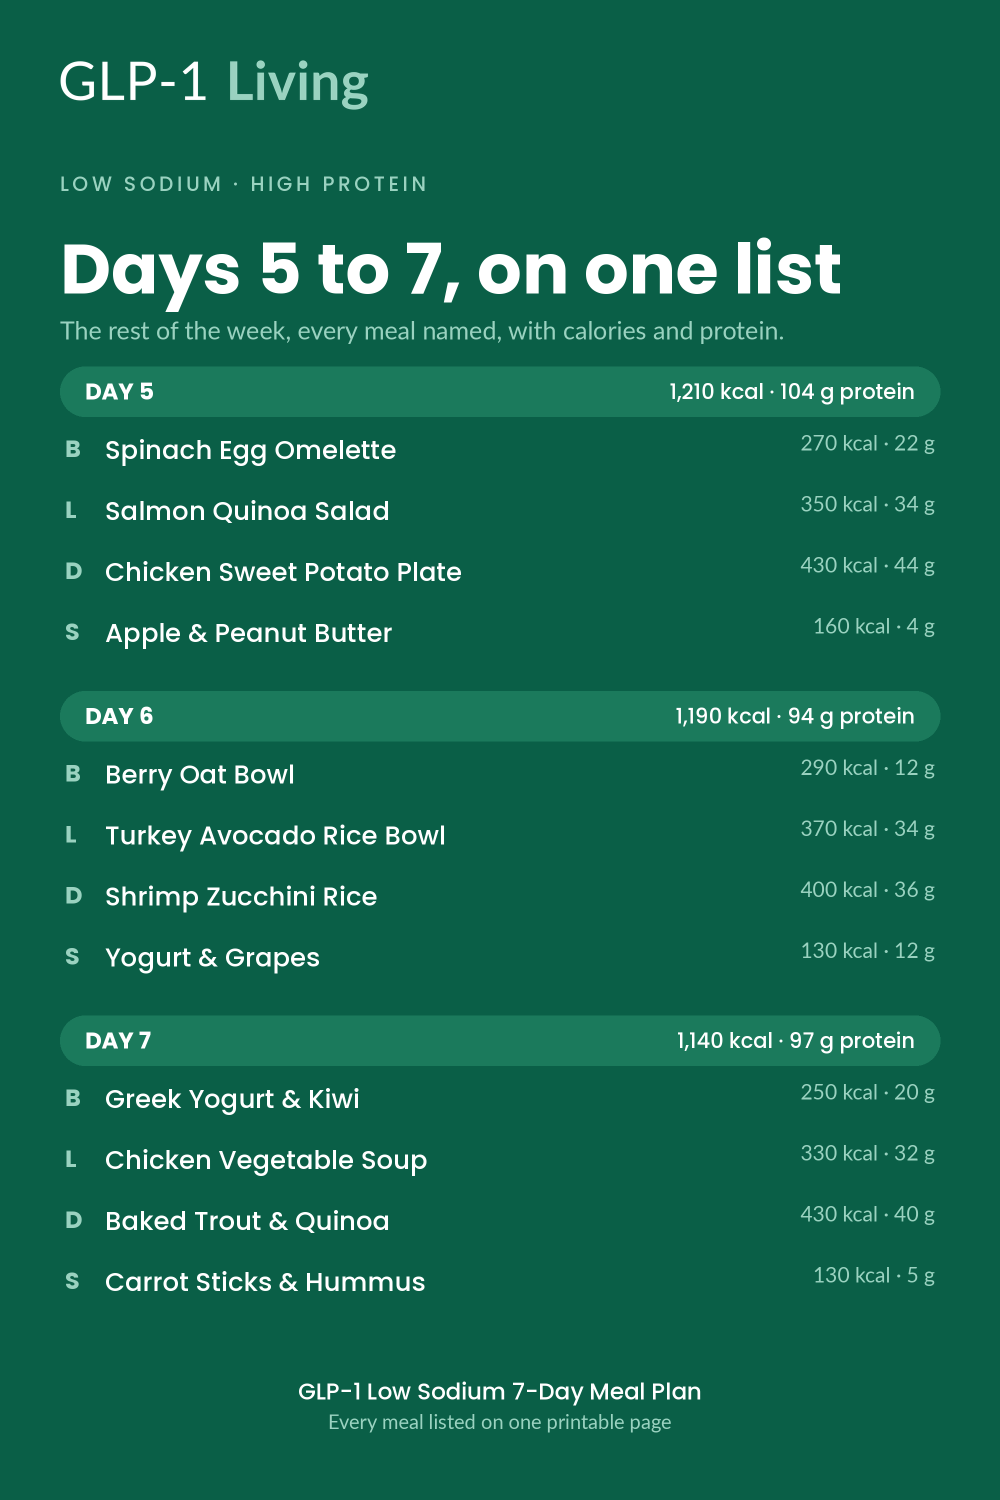 GLP-1 Living
LOW SODIUM · HIGH PROTEIN
Days 5 to 7, on one list
The rest of the week, every meal named, with calories and protein.
DAY 5 1,210 kcal · 104 g protein
B Spinach Egg Omelette 270 kcal · 22 g
L Salmon Quinoa Salad 350 kcal · 34 g
D Chicken Sweet Potato Plate 430 kcal · 44 g
S Apple & Peanut Butter 160 kcal · 4 g
DAY 6 1,190 kcal · 94 g protein
B Berry Oat Bowl 290 kcal · 12 g
L Turkey Avocado Rice Bowl 370 kcal · 34 g
D Shrimp Zucchini Rice 400 kcal · 36 g
S Yogurt & Grapes 130 kcal · 12 g
DAY 7 1,140 kcal · 97 g protein
B Greek Yogurt & Kiwi 250 kcal · 20 g
L Chicken Vegetable Soup 330 kcal · 32 g
D Baked Trout & Quinoa 430 kcal · 40 g
S Carrot Sticks & Hummus 130 kcal · 5 g
GLP-1 Low Sodium 7-Day Meal Plan
Every meal listed on one printable page